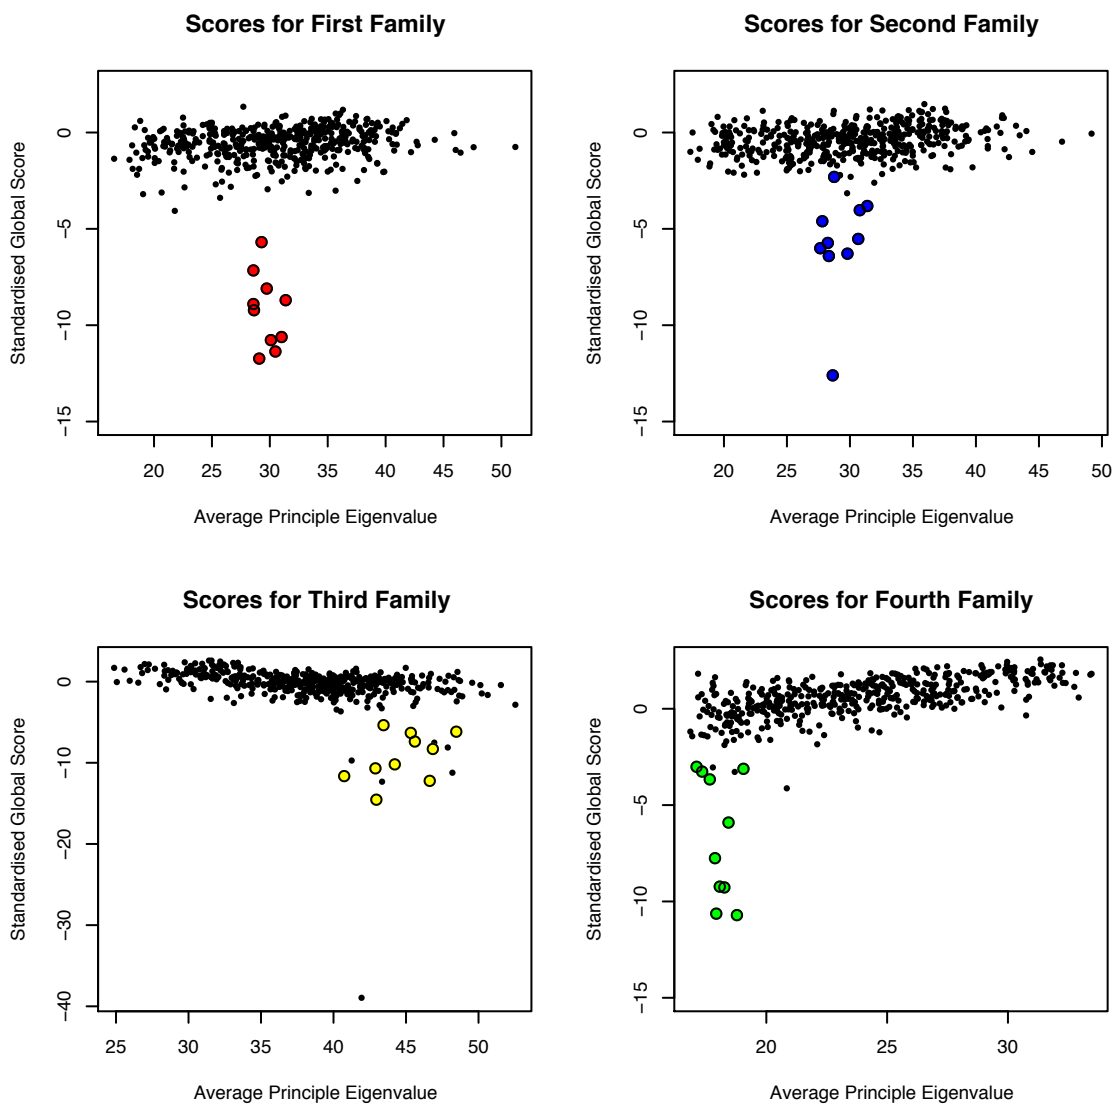 Scores for First Family
Standardised Global Score
0
−5
−10
−15
20 25 30 35 40 45 50
Average Principle Eigenvalue
Scores for Second Family
Standardised Global Score
0
−5
−10
−15
20 25 30 35 40 45 50
Average Principle Eigenvalue
Scores for Third Family
Standardised Global Score
0
−10
−20
−30
−40
25 30 35 40 45 50
Average Principle Eigenvalue
Scores for Fourth Family
Standardised Global Score
0
−5
−10
−15
20 25 30
Average Principle Eigenvalue